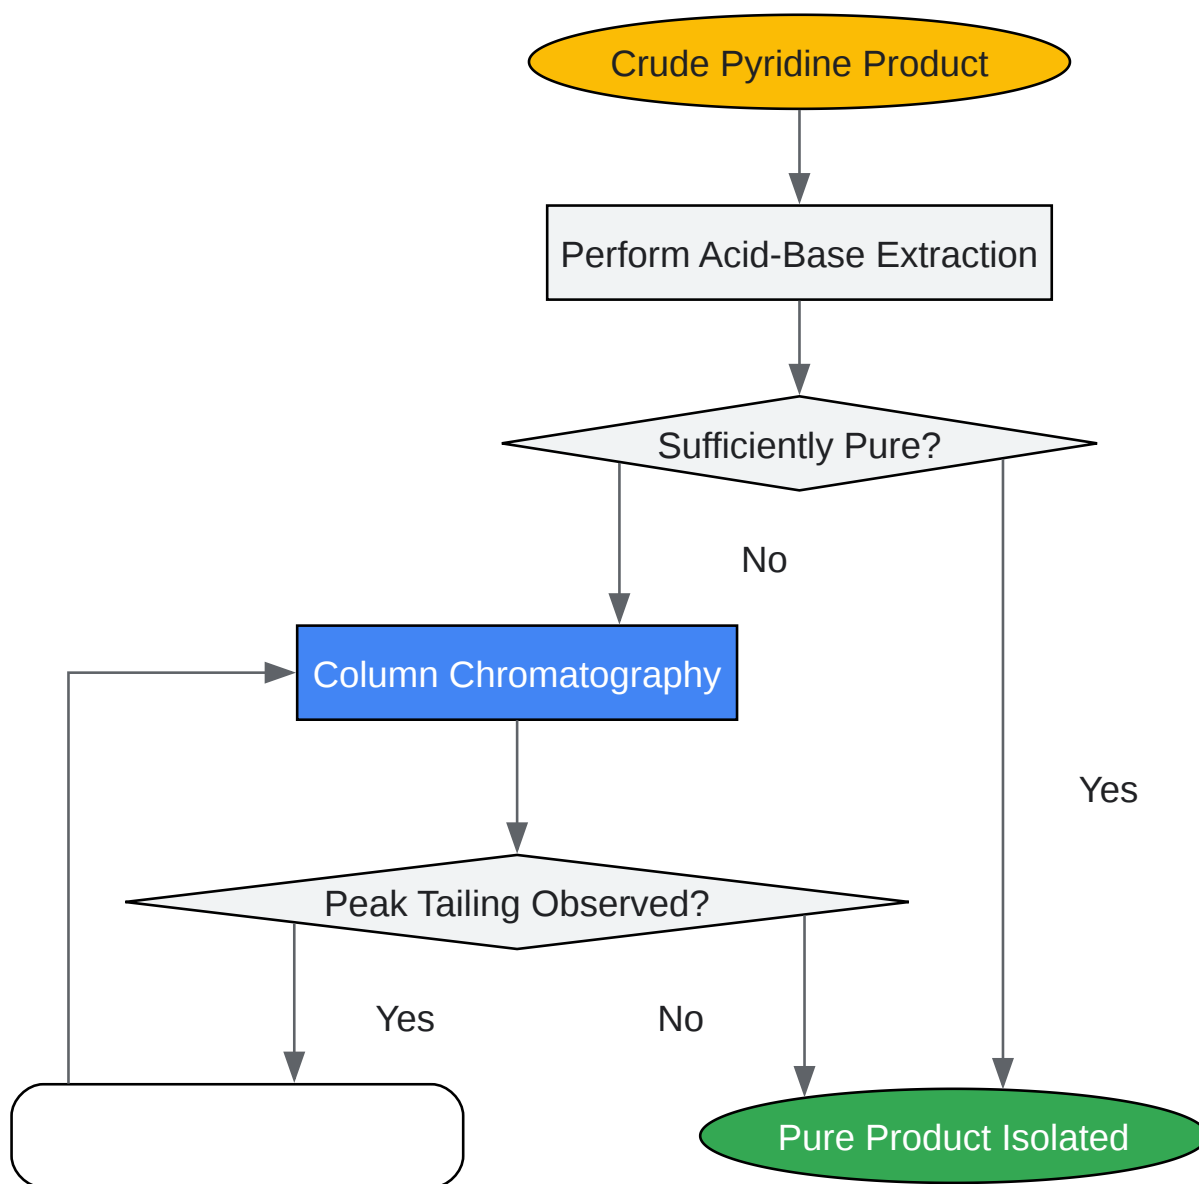 Crude Pyridine Product
Perform Acid-Base Extraction
Sufficiently Pure?
No
Column Chromatography
Yes
Peak Tailing Observed?
Yes
No
Pure Product Isolated